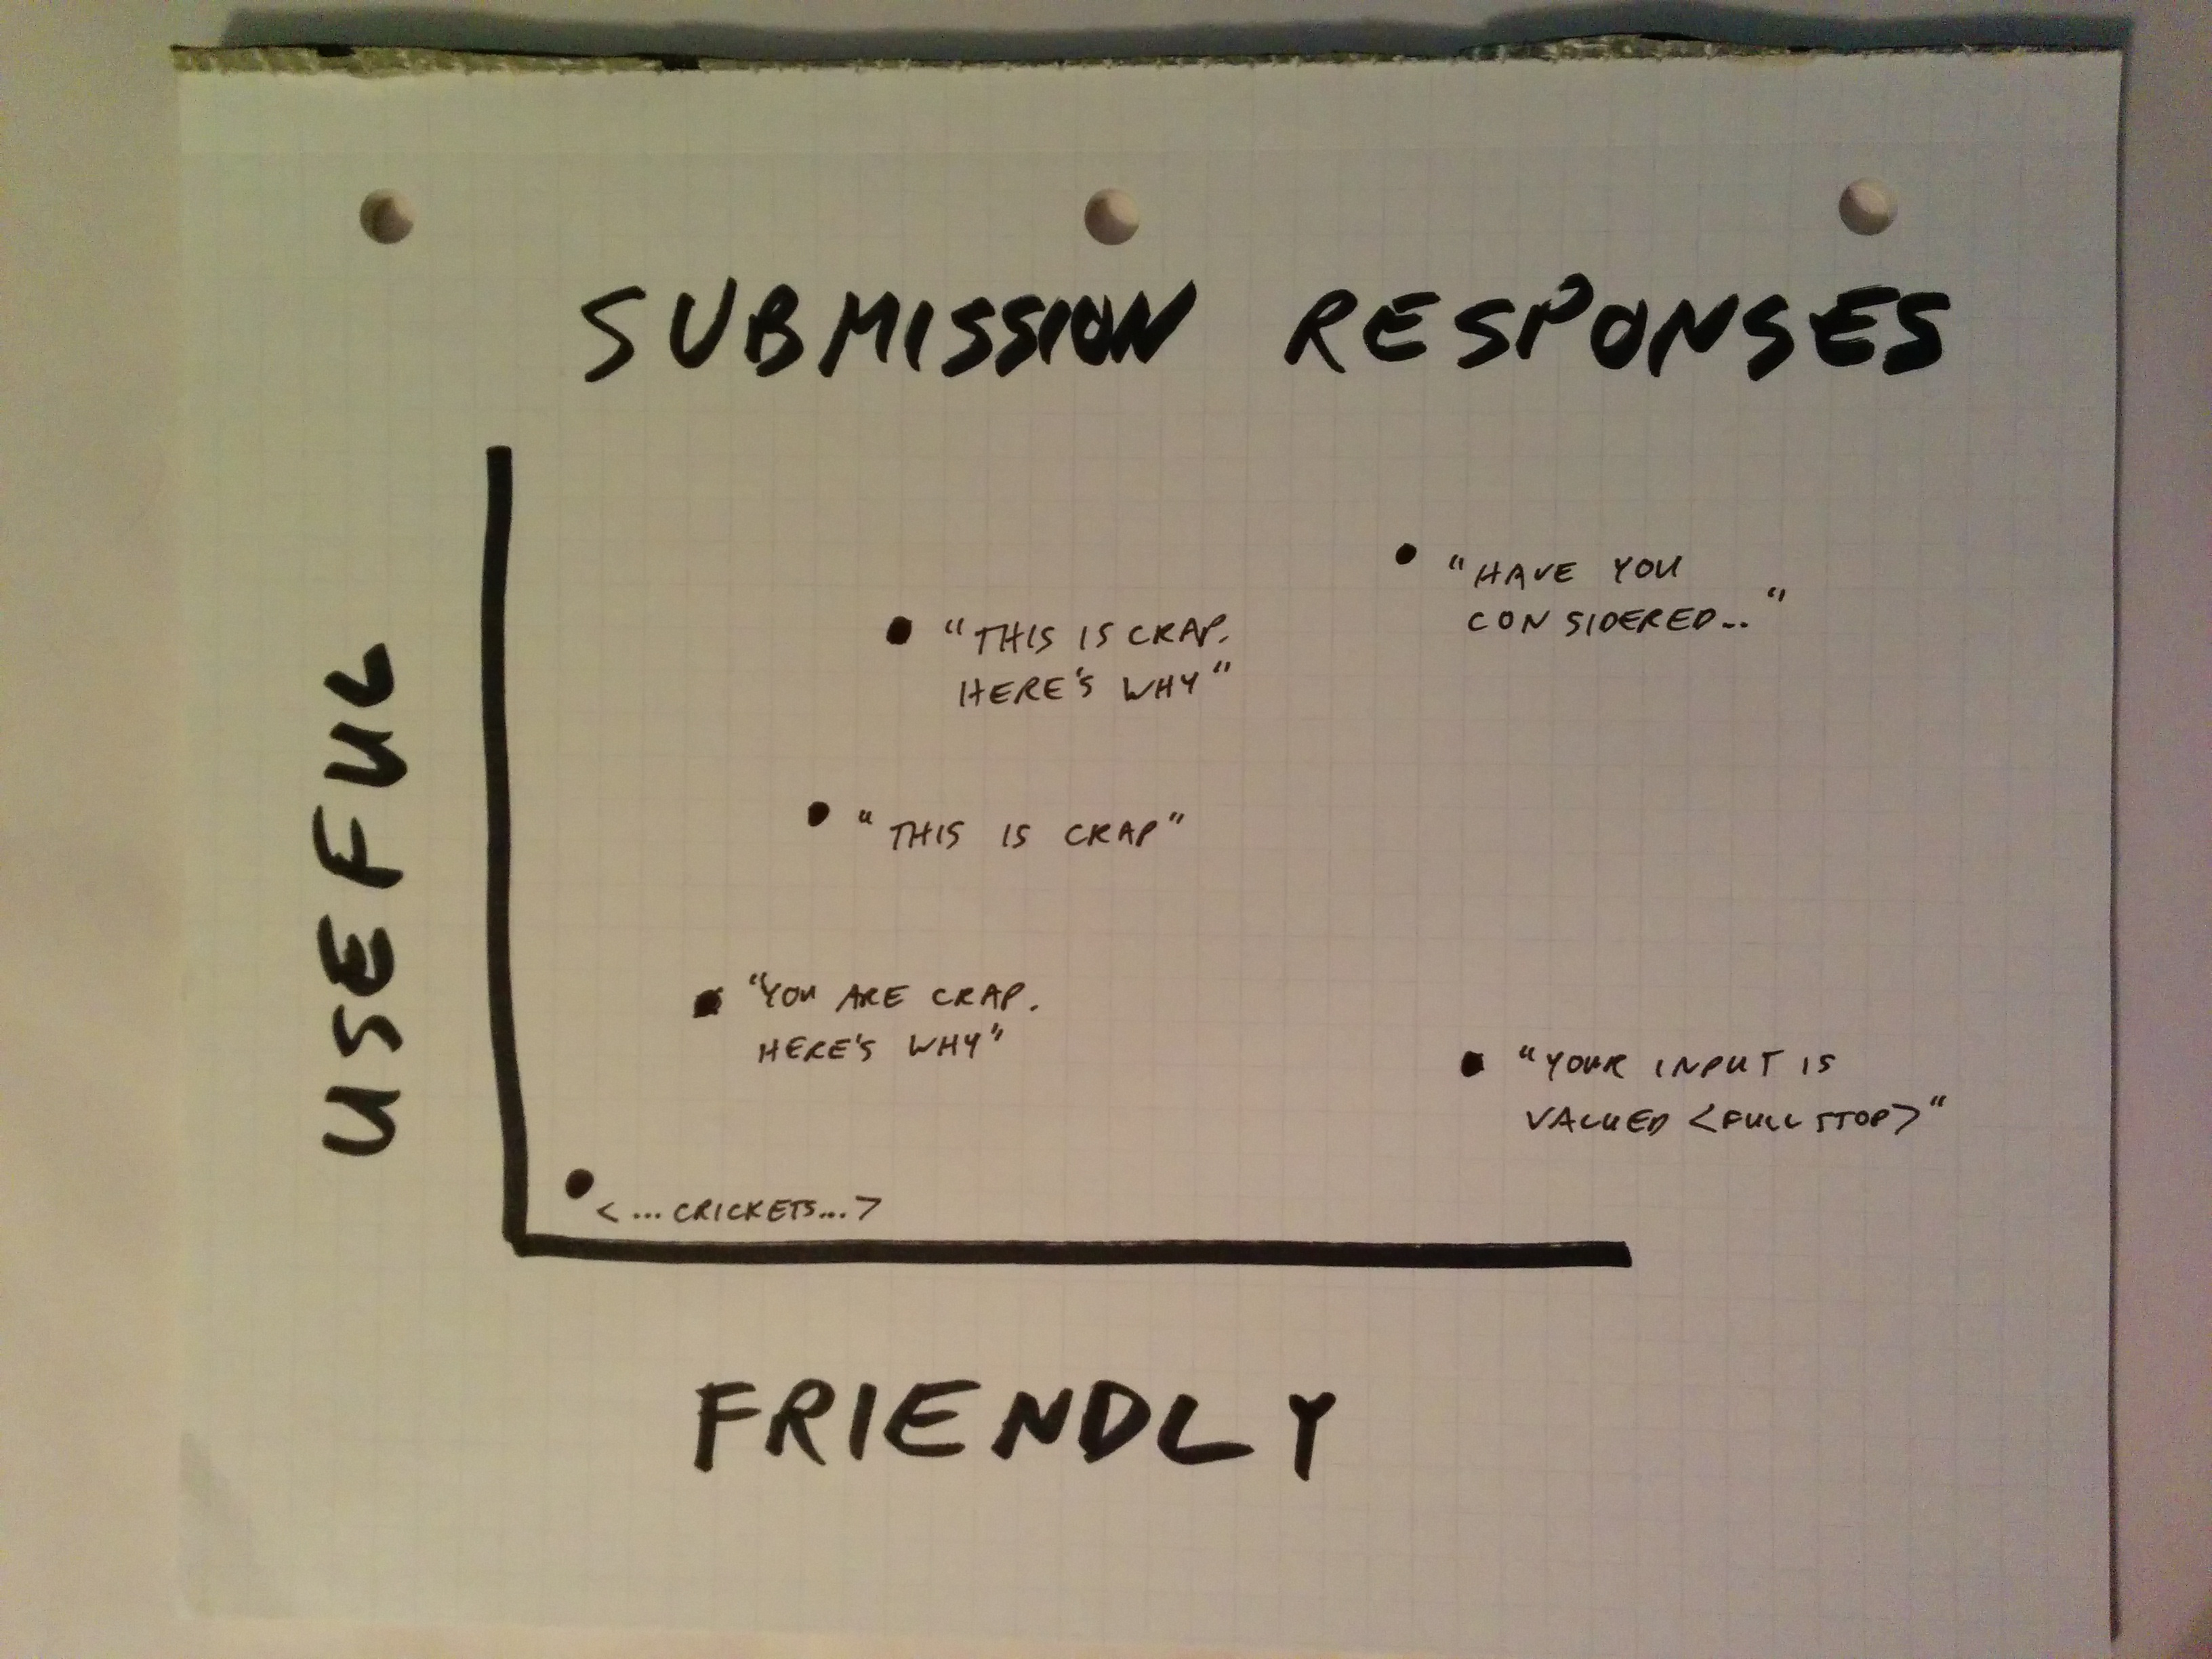 SUBMISSION RESPONSES
USEFUL
"HAVE YOU
CONSIDERED..."
"THIS IS CRAP.
HERE'S WHY"
"THIS IS CRAP"
"YOU ARE CRAP.
HERE'S WHY"
"YOUR INPUT IS
VALUED <FULL STOP>"
<...CRICKETS...>
FRIENDLY